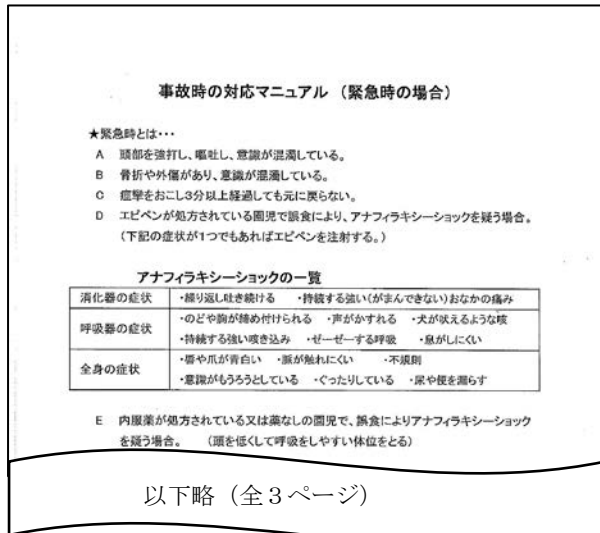 事故時の対応マニュアル (緊急時の場合)
★緊急時とは・・・
A 頭部を強打し、嘔吐し、意識が混濁している。
B 骨折や外傷があり、意識が混濁している。
C 痙攣をおこし3分以上経過しても元に戻らない。
D エピペンが処方されている園児で誤食により、アナフィラキシーショックを疑う場合。
(下記の症状が1つでもあればエピペンを注射する。)
アナフィラキシーショックの一覧
消化器の症状 ・繰り返し吐き続ける ・持続する強い(がまんできない)おなかの痛み
呼吸器の症状 ・のどや胸が締め付けられる ・声がかすれる ・犬が吠えるような咳
・持続する強い咳き込み ・ゼーゼーする呼吸 ・息がしにくい
全身の症状 ・唇や爪が青白い ・脈が触れにくい ・不規則
・意識がもうろうとしている ・ぐったりしている ・尿や便を漏らす
E 内服薬が処方されている又は薬なしの園児で、誤食によりアナフィラキシーショック
を疑う場合。 (頭を低くして呼吸をしやすい体位をとる)
以下略(全3ページ)